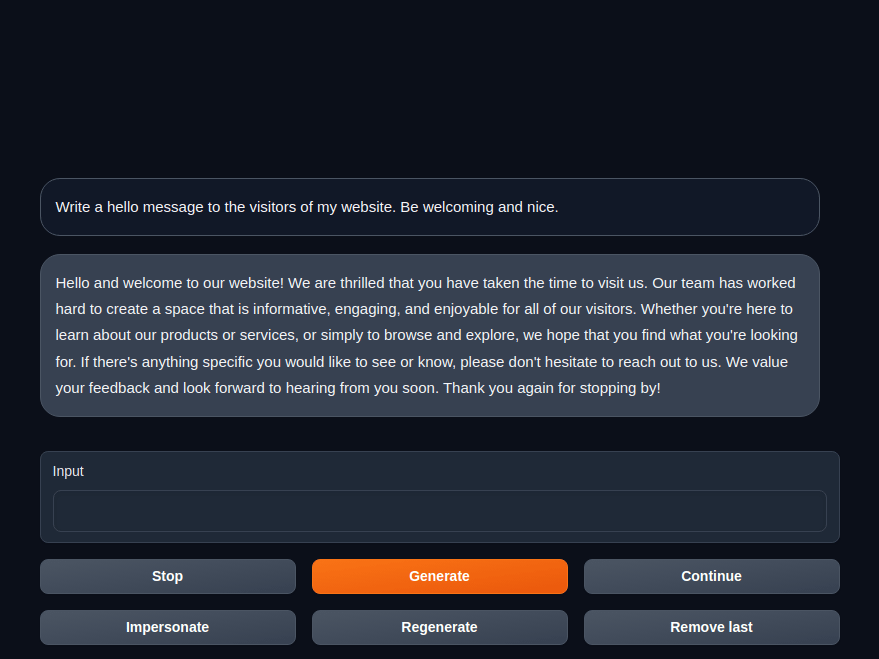 Write a hello message to the visitors of my website. Be welcoming and nice.
Hello and welcome to our website! We are thrilled that you have taken the time to visit us. Our team has worked
hard to create a space that is informative, engaging, and enjoyable for all of our visitors. Whether you're here to
learn about our products or services, or simply to browse and explore, we hope that you find what you're looking
for. If there's anything specific you would like to see or know, please don't hesitate to reach out to us. We value
your feedback and look forward to hearing from you soon. Thank you again for stopping by!
Input
Stop
Generate
Continue
Impersonate
Regenerate
Remove last